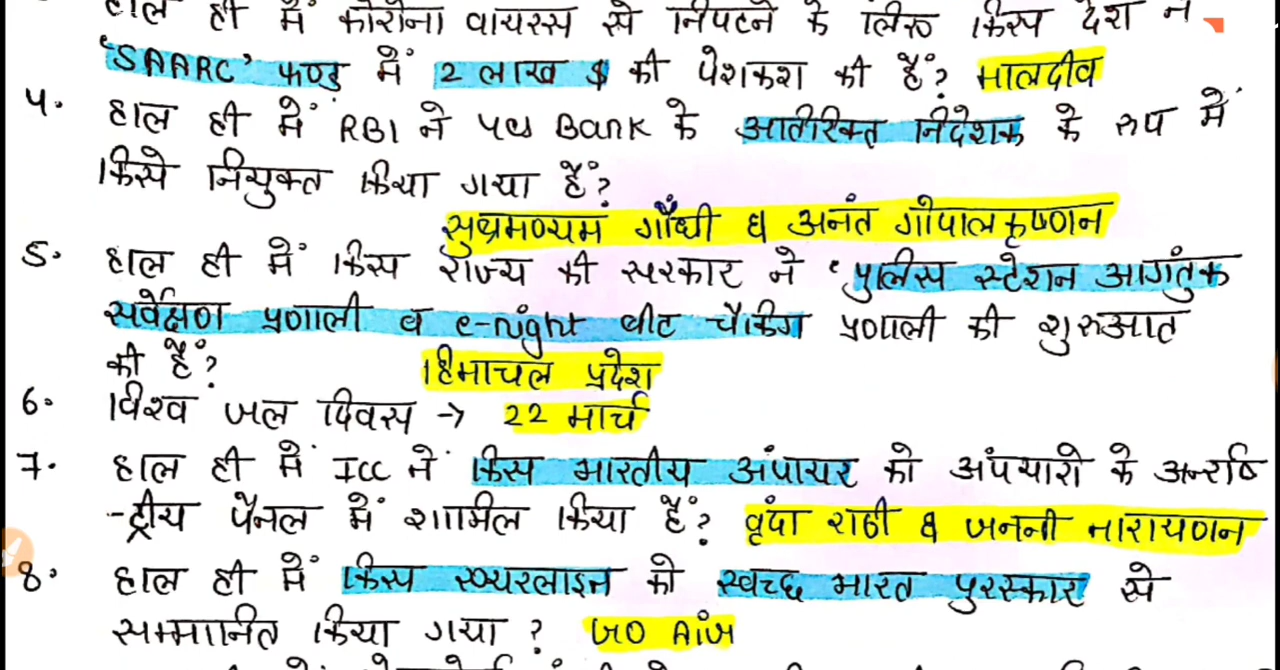 हाल ही में कोरोना वायरस से निपटने के लिए किस देश ने
'SAARC' फण्ड में 2 लाख $ की पेशकश की हैं? मालदीव
4. हाल ही में RBI ने yes Bank के आतिरिक्त निदेशक के रुप में
किसे नियुक्त किया गया हैं?
सुब्रमण्यम गाँधी & अनंत गोपालकृष्णन
5. हाल ही में किस राज्य की सरकार ने 'पुलिस स्टेशन आगंतुक
सर्वेक्षण प्रणाली व e-night बीट चैकिंग प्रणाली की शुरुआत
की हैं? हिमाचल प्रदेश
6. विश्व जल दिवस → 22 मार्च
7. हाल ही में ICC ने किस भारतीय अंपायर को अंपयारो के अन्तर्राष
-ट्रीय पैनल में शामिल किया हैं? वृंदा राठी & जननी नारायणन
8. हाल ही में किस एयरलाइन को स्वच्छ भारत पुरस्कार से
सम्मानित किया गया? GO Air